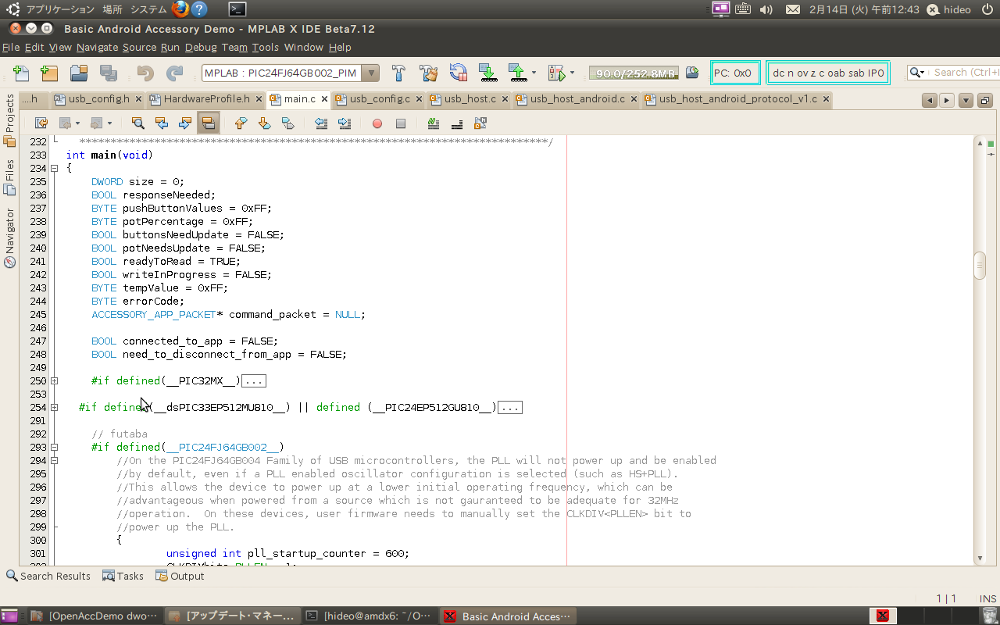 アプリケーション 場所 システム 2月14日 (火) 午前12:43 hideo
Basic Android Accessory Demo - MPLAB X IDE Beta7.12
File Edit View Navigate Source Run Debug Team Tools Window Help
MPLAB : PIC24FJ64GB002_PIM 90.0/252.8MB PC: 0x0 dc n ov z c oab sab IP0 Search (Ctrl+I
....h usb_config.h HardwareProfile.h main.c usb_config.c usb_host.c usb_host_android.c usb_host_android_protocol_v1.c
Projects
Files
Navigator
232 ***************************************************************************/
233 int main(void)
234 {
235 DWORD size = 0;
236 BOOL responseNeeded;
237 BYTE pushButtonValues = 0xFF;
238 BYTE potPercentage = 0xFF;
239 BOOL buttonsNeedUpdate = FALSE;
240 BOOL potNeedsUpdate = FALSE;
241 BOOL readyToRead = TRUE;
242 BOOL writeInProgress = FALSE;
243 BYTE tempValue = 0xFF;
244 BYTE errorCode;
245 ACCESSORY_APP_PACKET* command_packet = NULL;
246
247 BOOL connected_to_app = FALSE;
248 BOOL need_to_disconnect_from_app = FALSE;
249
250 #if defined(__PIC32MX__)...
253
254 #if defined(__dsPIC33EP512MU810__) || defined (__PIC24EP512GU810__)...
291
292 // futaba
293 #if defined(__PIC24FJ64GB002__)
294 //On the PIC24FJ64GB004 Family of USB microcontrollers, the PLL will not power up and be enabled
295 //by default, even if a PLL enabled oscillator configuration is selected (such as HS+PLL).
296 //This allows the device to power up at a lower initial operating frequency, which can be
297 //advantageous when powered from a source which is not gauranteed to be adequate for 32MHz
298 //operation.  On these devices, user firmware needs to manually set the CLKDIV<PLLEN> bit to
299 //power up the PLL.
300 {
301 unsigned int pll_startup_counter = 600;
Search Results Tasks Output
1 | 1 INS
[OpenAccDemo dwo… [アップデート・マネー… [hideo@amdx6: ~/O… Basic Android Acces…